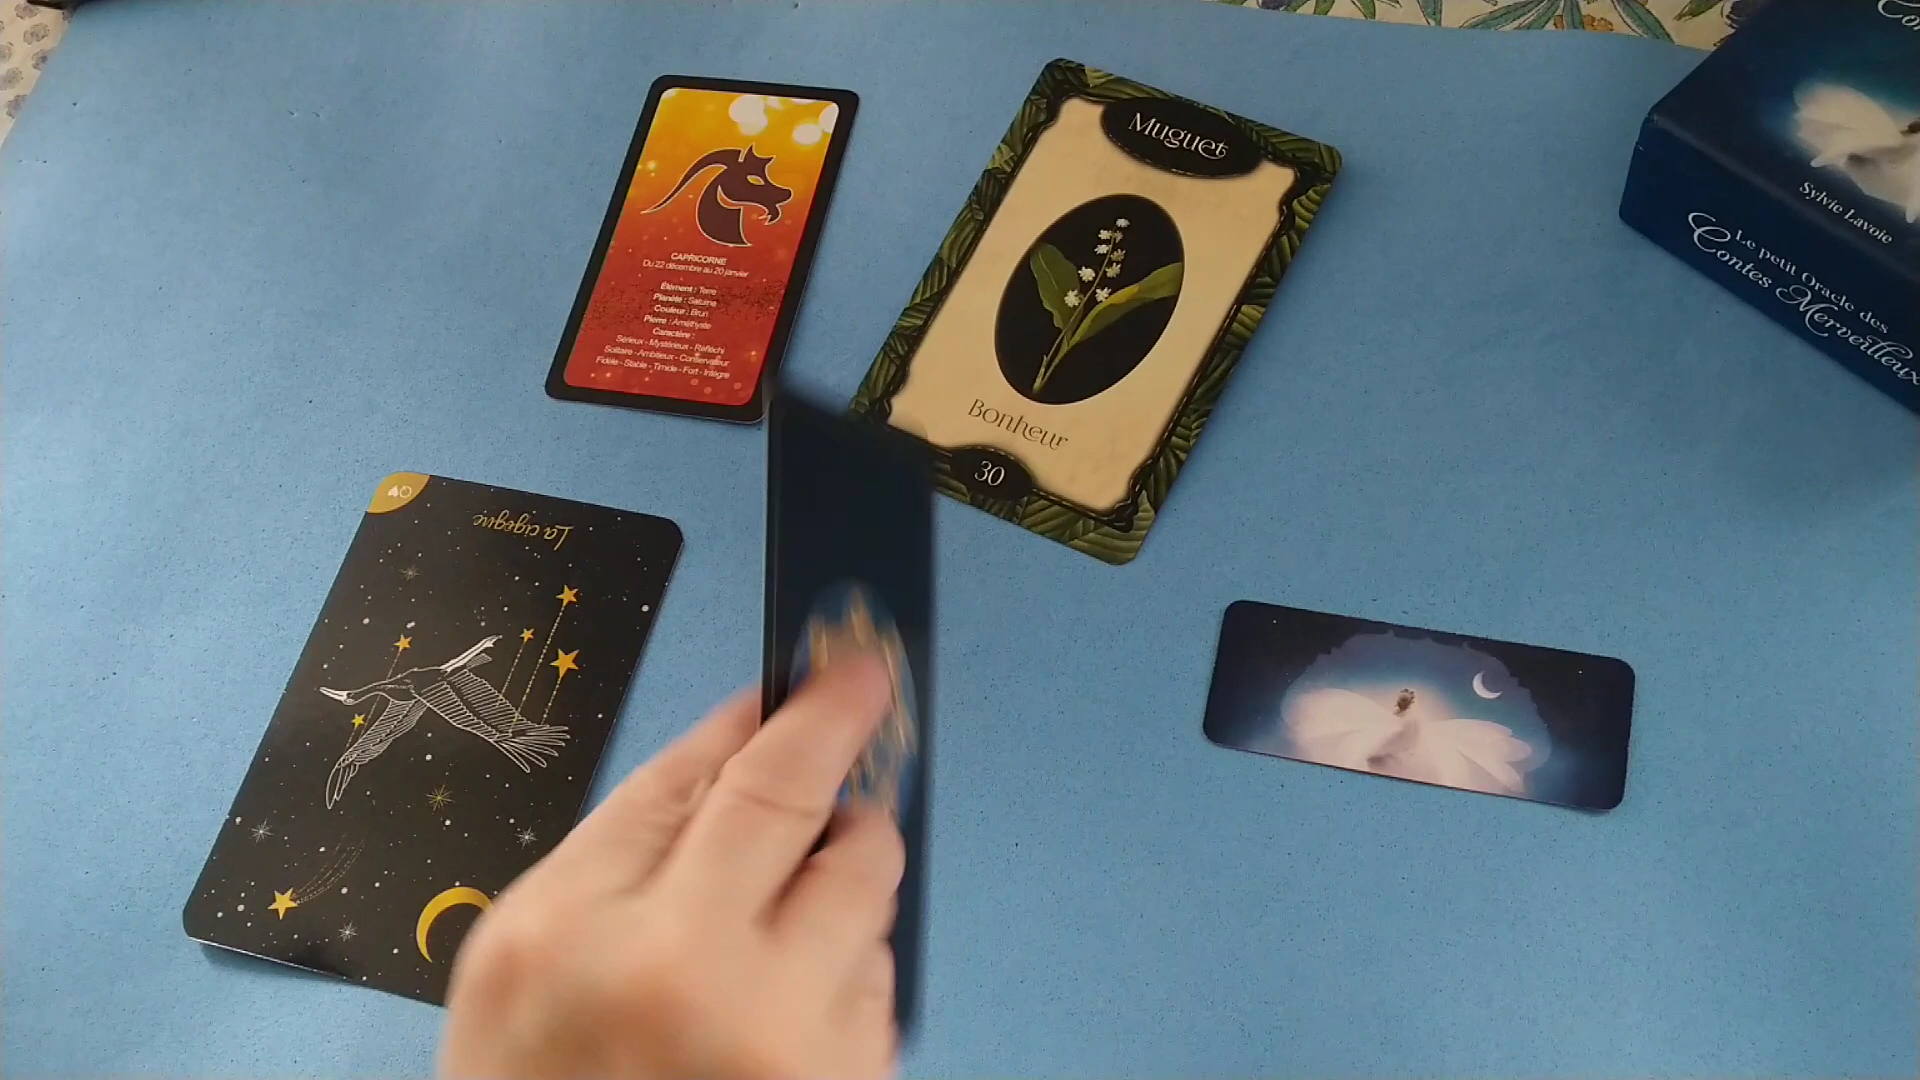 CAPRICORNE
Du 22 décembre au 20 janvier
Élément : Terre
Planète : Saturne
Couleur : Brun
Pierre : Améthyste
Caractère :
Sérieux - Mystérieux - Réfléchi
Solitaire - Ambitieux - Conservateur
Fidèle - Stable - Timide - Fort - Intègre
Muguet
Bonheur
30
Sylvie Lavoie
Le petit Oracle des
Contes Merveilleux
La cigogne